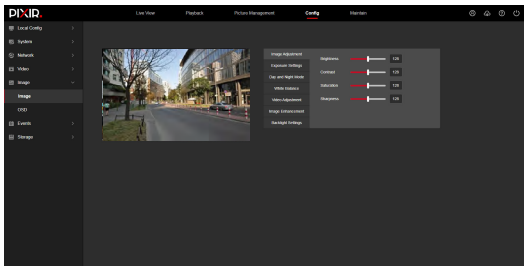 PIXIR.
Live View
Playback
Picture Management
Config
Maintain
Local Config
System
Network
Video
Image
Image
OSD
Events
Storage
Image Adjustment
Exposure Settings
Day and Night Mode
White Balance
Video Adjustment
Image Enhancement
Backlight Settings
Brightness 128
Contrast 128
Saturation 128
Sharpness 128